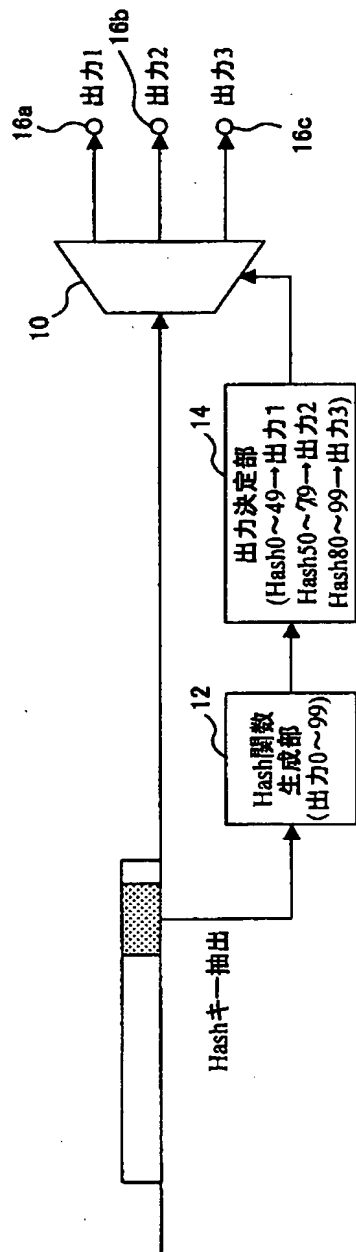 10
16a
出力1
出力2
16b
出力3
16c
14
出力決定部
(Hash0～49→出力1
Hash50～79→出力2
Hash80～99→出力3)
12
Hash関数
生成部
(出力0～99)
Hashキー抽出